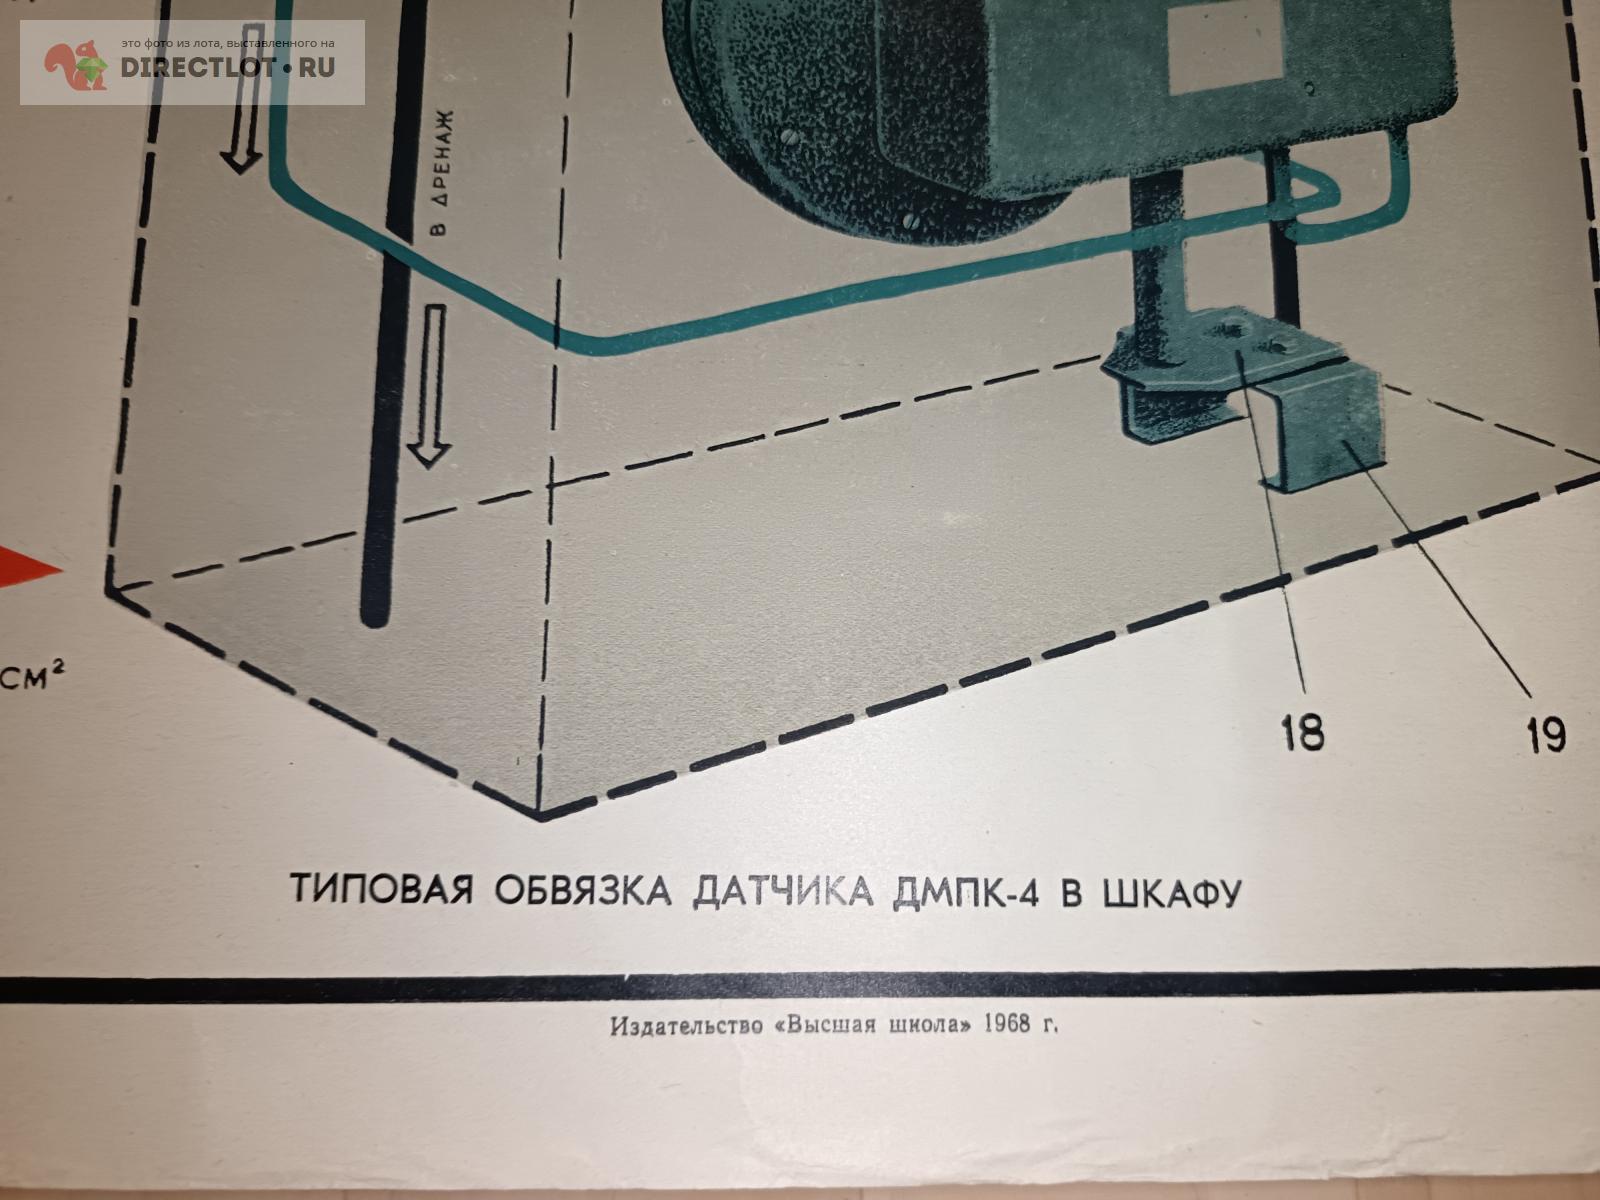 это фото из лота, выставленного на
DIRECTLOT.RU
В ДРЕНАЖ
СМ²
18
19
ТИПОВАЯ ОБВЯЗКА ДАТЧИКА ДМПК-4 В ШКАФУ
Издательство «Высшая школа» 1968 г.